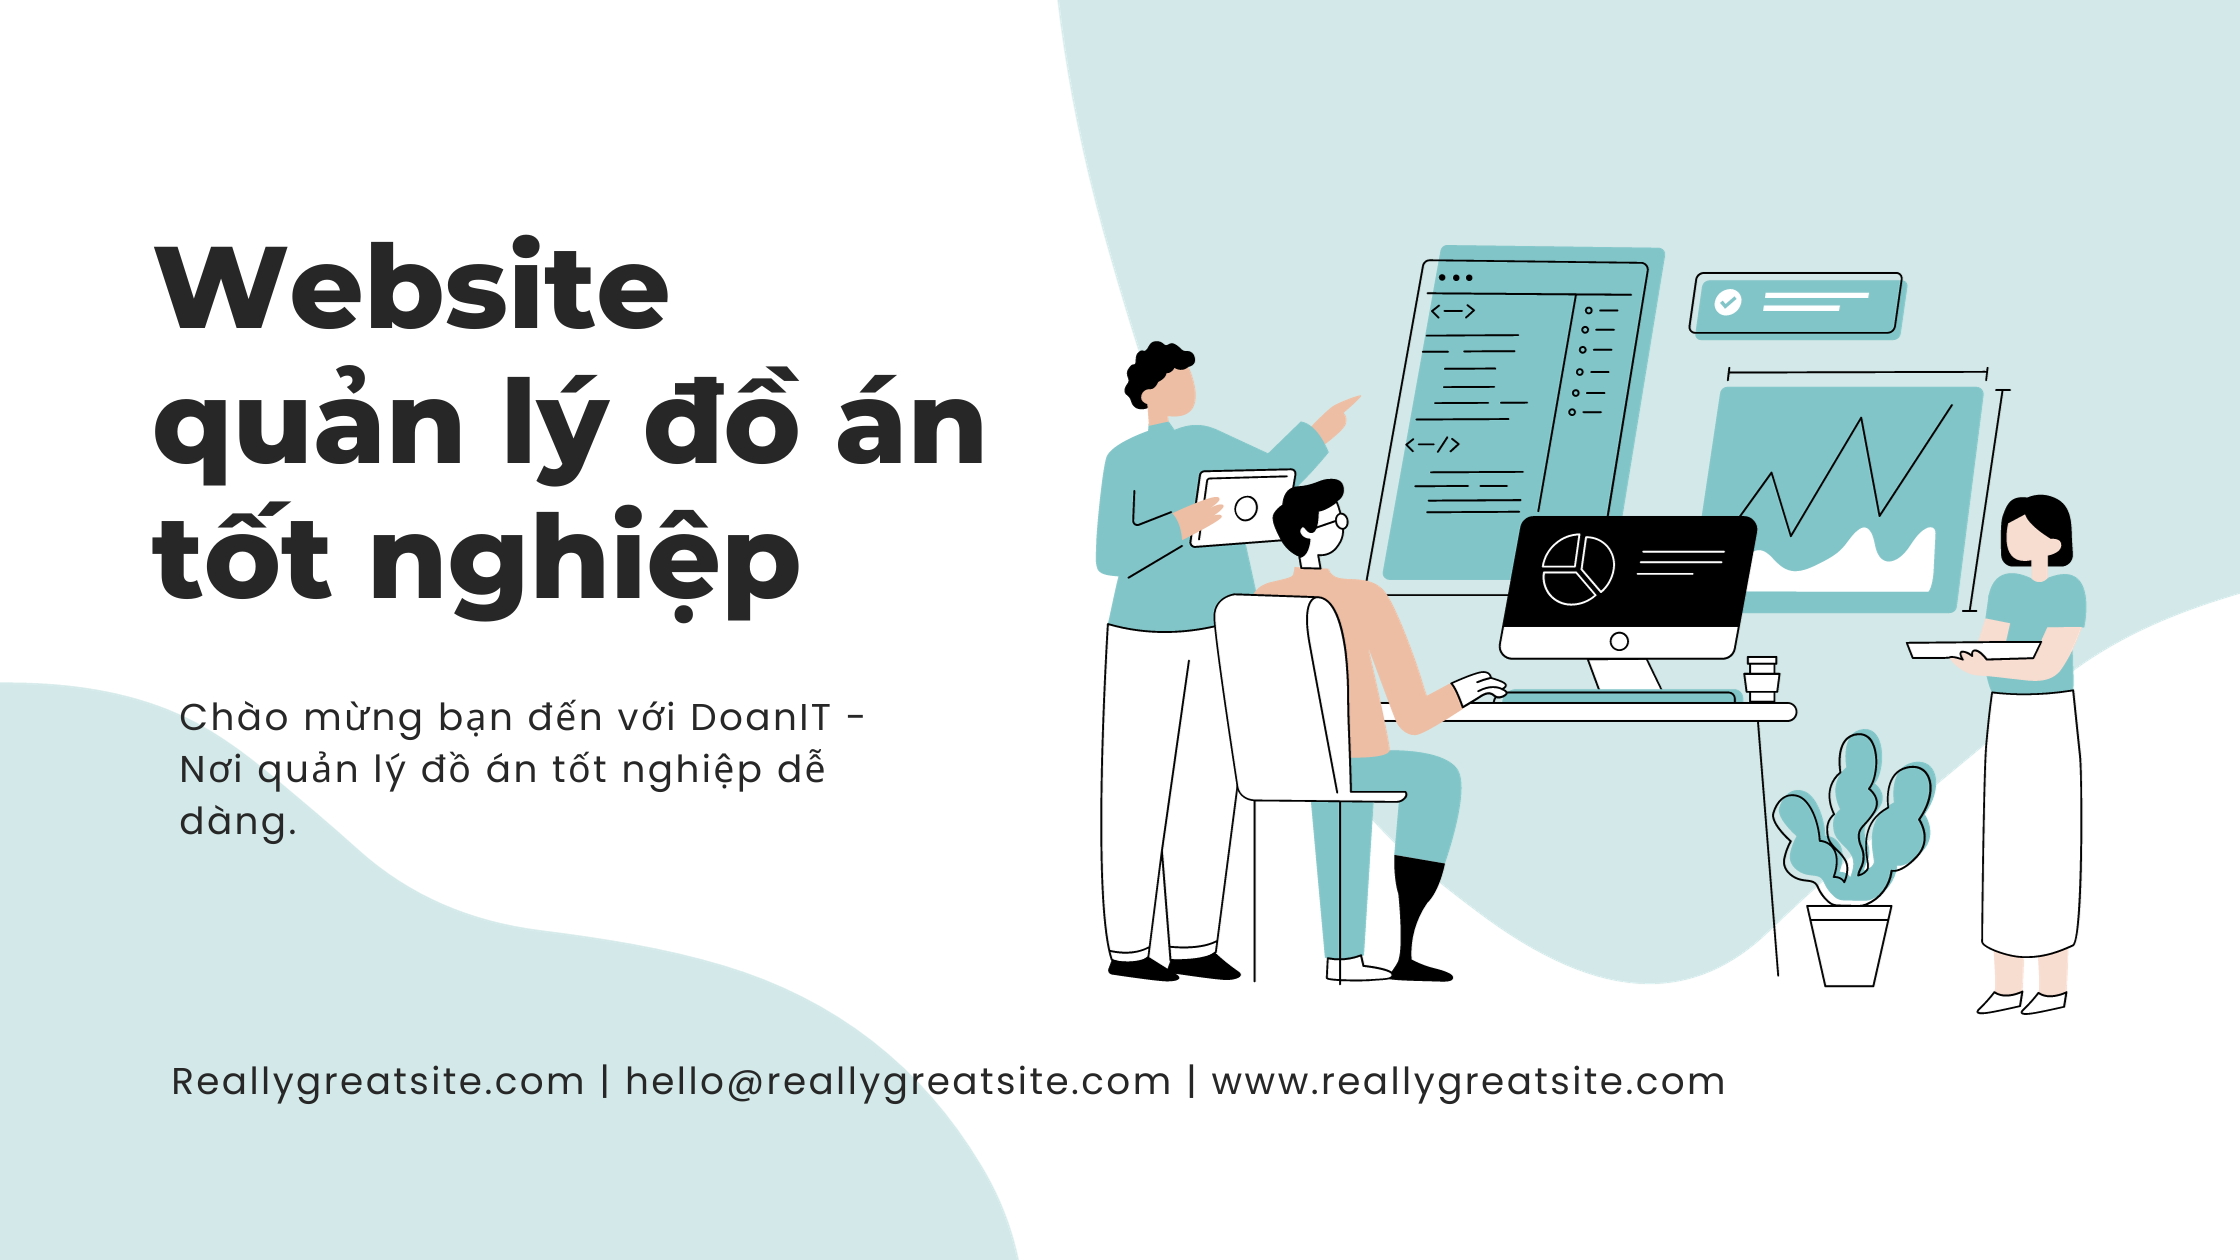 Website
quản lý đồ án
tốt nghiệp
Chào mừng bạn đến với DoanIT -
Nơi quản lý đồ án tốt nghiệp dễ
dàng.
Reallygreatsite.com | hello@reallygreatsite.com | www.reallygreatsite.com